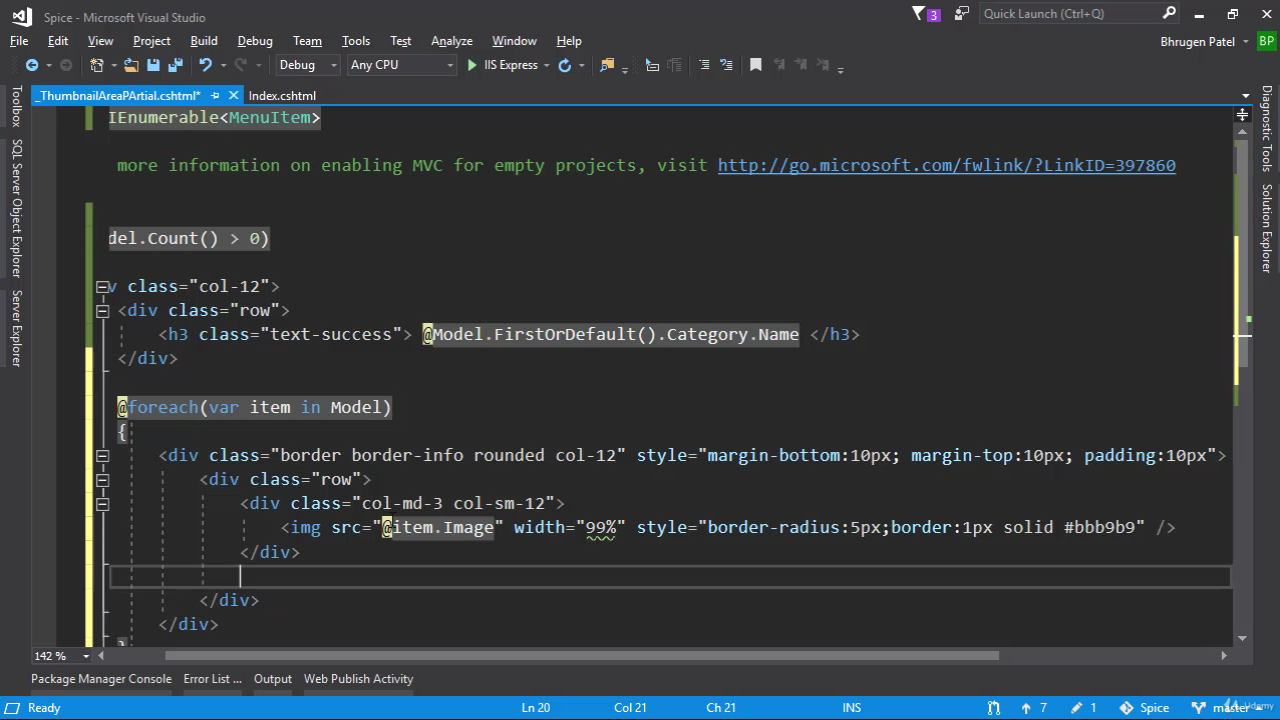 Spice - Microsoft Visual Studio
3
Quick Launch (Ctrl+Q)
File Edit View Project Build Debug Team Tools Test Analyze Window Help
Bhrugen Patel BP
Debug Any CPU IIS Express
_ThumbnailAreaPArtial.cshtml* Index.cshtml
Toolbox
SQL Server Object Explorer
Server Explorer
Diagnostic Tools
Solution Explorer
IEnumerable<MenuItem>
more information on enabling MVC for empty projects, visit http://go.microsoft.com/fwlink/?LinkID=397860
del.Count() > 0)
v class="col-12">
<div class="row">
<h3 class="text-success"> @Model.FirstOrDefault().Category.Name </h3>
</div>
@foreach(var item in Model)
{
<div class="border border-info rounded col-12" style="margin-bottom:10px; margin-top:10px; padding:10px">
<div class="row">
<div class="col-md-3 col-sm-12">
<img src="@item.Image" width="99%" style="border-radius:5px;border:1px solid #bbb9b9" />
</div>
</div>
</div>
}
142 %
Package Manager Console Error List ... Output Web Publish Activity
Ready Ln 20 Col 21 Ch 21 INS 7 1 Spice master
Udemy